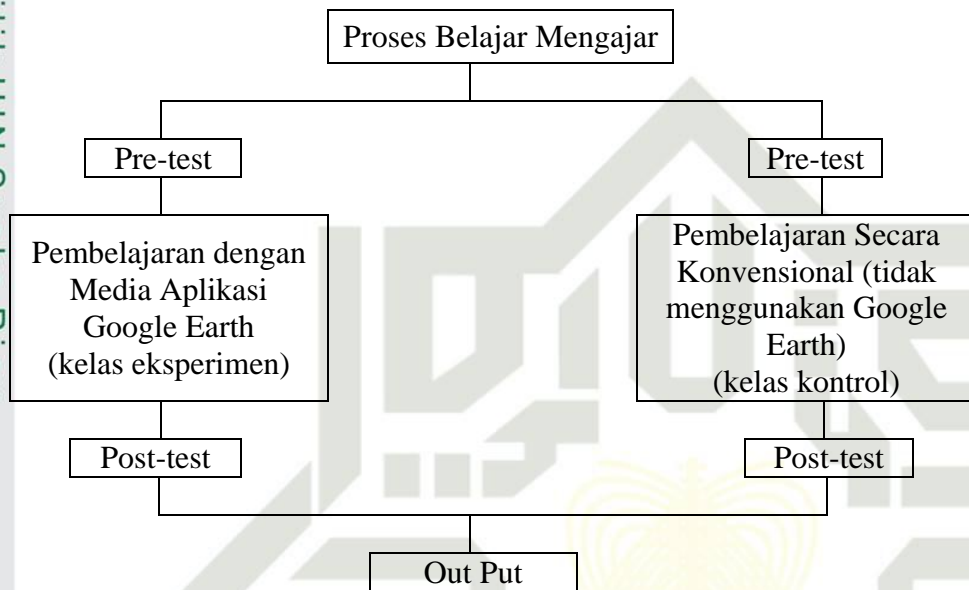 Proses Belajar Mengajar
Pre-test
Pre-test
Pembelajaran dengan
Media Aplikasi
Google Earth
(kelas eksperimen)
Pembelajaran Secara
Konvensional (tidak
menggunakan Google
Earth)
(kelas kontrol)
Post-test
Post-test
Out Put